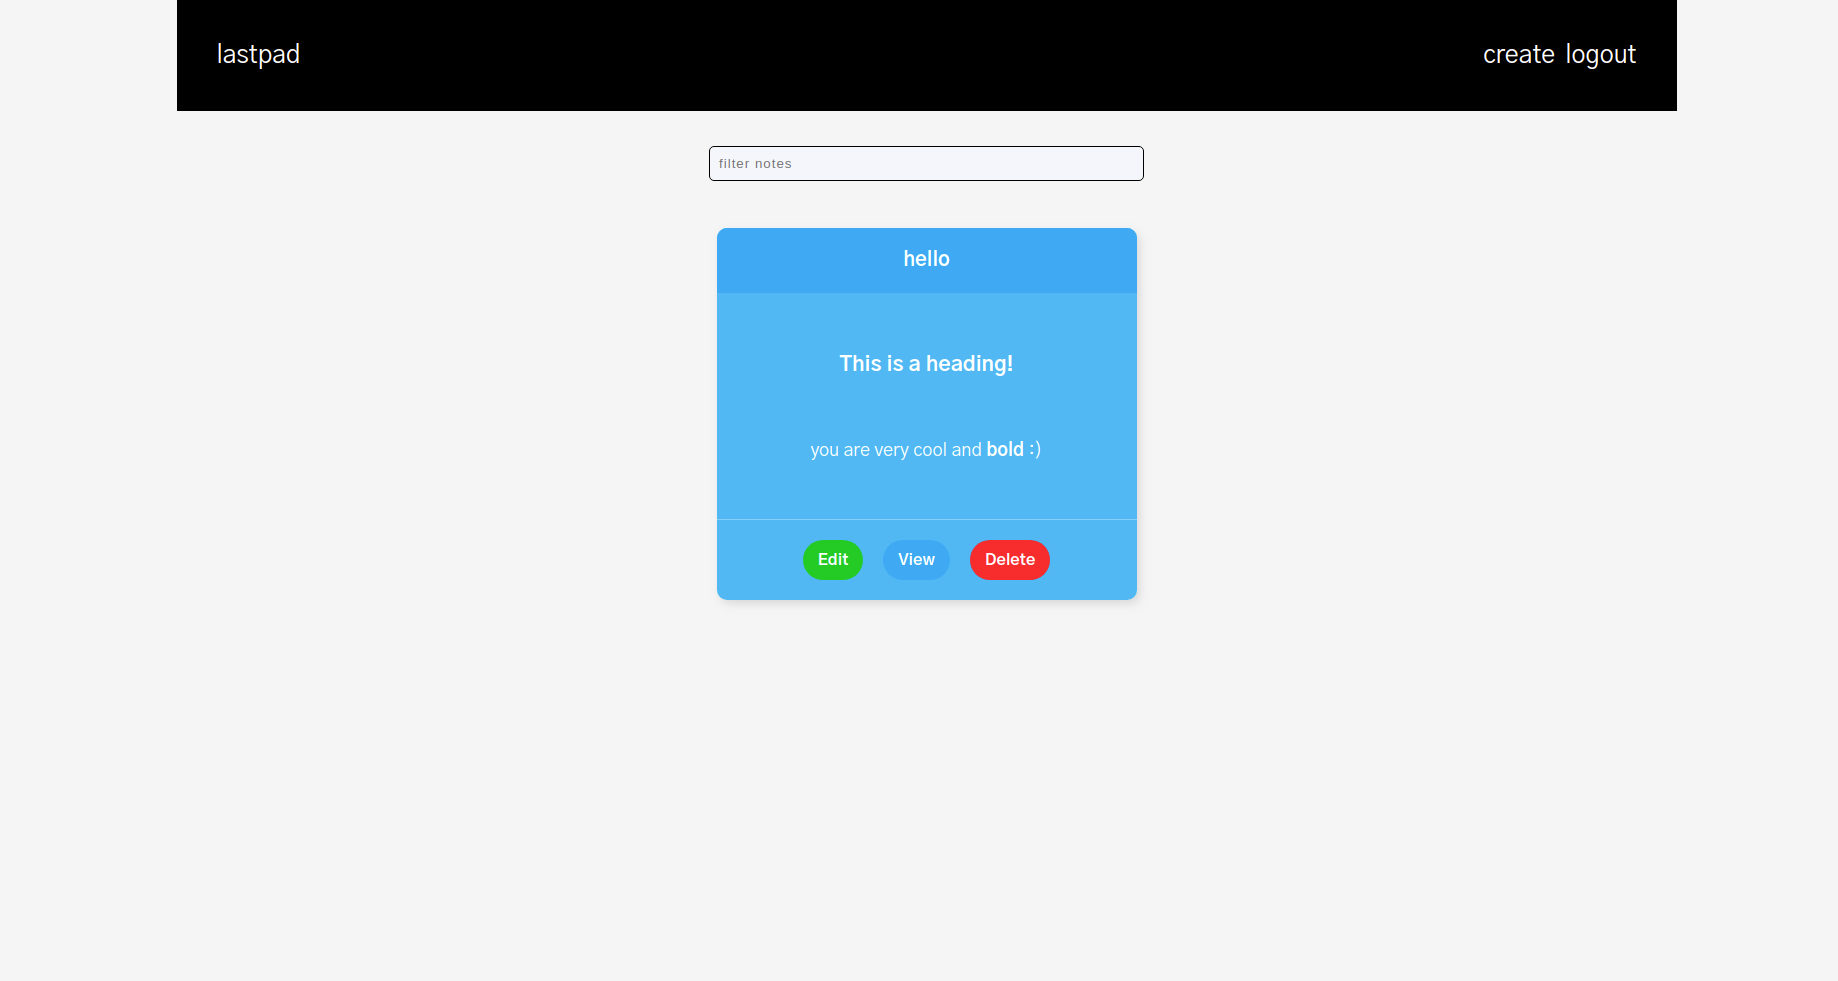 lastpad create logout
filter notes
hello
This is a heading!
you are very cool and bold :)
Edit View Delete